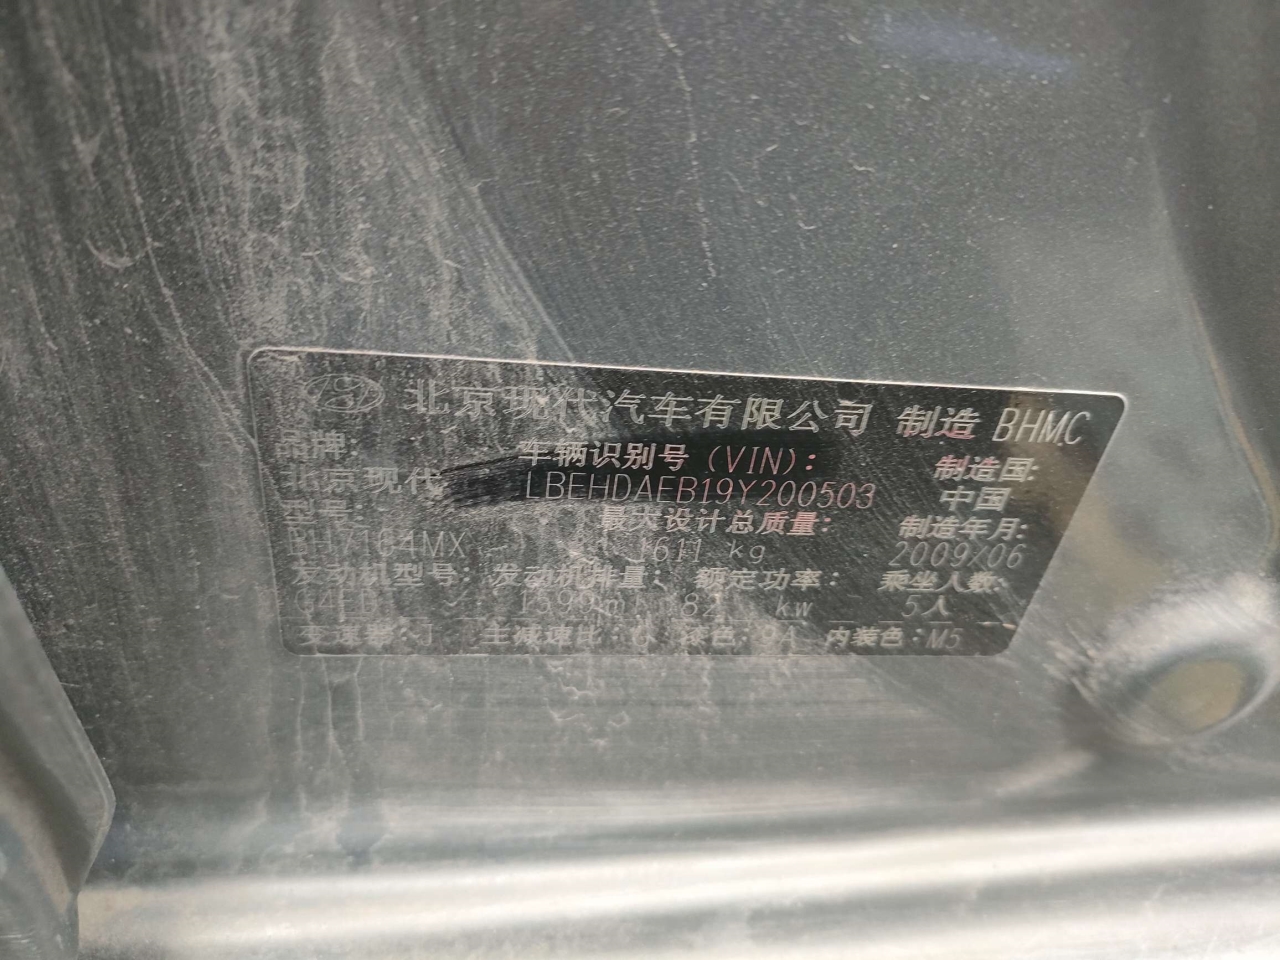 北京现代汽车有限公司 制造 BHMC
品牌: 车辆识别号 (VIN): 制造国:
北京现代 LBEHDAEB19Y200503 中国
型号: 最大设计总质量: 制造年月:
BH7164MX 1611 kg 2009/06
发动机型号: 发动机排量: 额定功率: 乘坐人数:
1599ml 82 kw 5人
变速器: 主减速比: 漆色:9A 内装色:M5